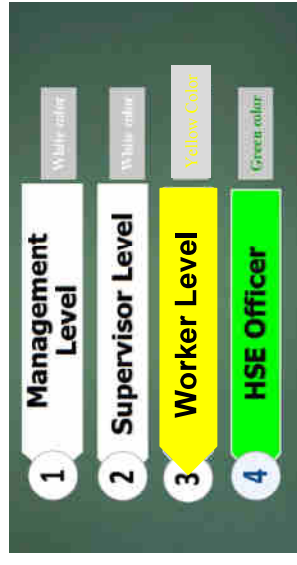 1
Management
Level
White color
2
Supervisor Level
White color
3
Worker Level
Yellow Color
4
HSE Officer
Green color